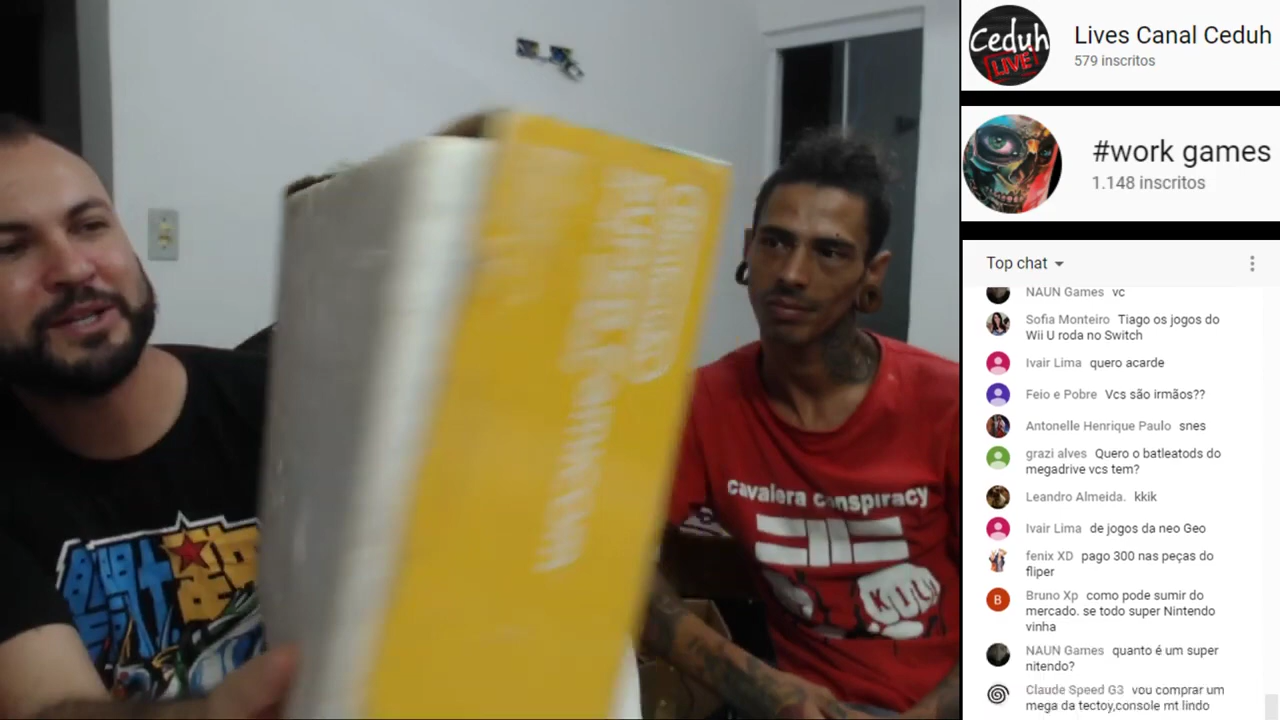 Ceduh
LIVE
Lives Canal Ceduh
579 inscritos
#work games
1.148 inscritos
Top chat
NAUN Games vc
Sofia Monteiro Tiago os jogos do
Wii U roda no Switch
Ivair Lima quero acarde
Feio e Pobre Vcs são irmãos??
Antonelle Henrique Paulo snes
grazi alves Quero o batleatods do
megadrive vcs tem?
Leandro Almeida. kkik
Ivair Lima de jogos da neo Geo
fenix XD pago 300 nas peças do
fliper
B
Bruno Xp como pode sumir do
mercado. se todo super Nintendo
vinha
NAUN Games quanto é um super
nitendo?
Claude Speed G3 vou comprar um
mega da tectoy,console mt lindo
cavalera conspiracy
KILL